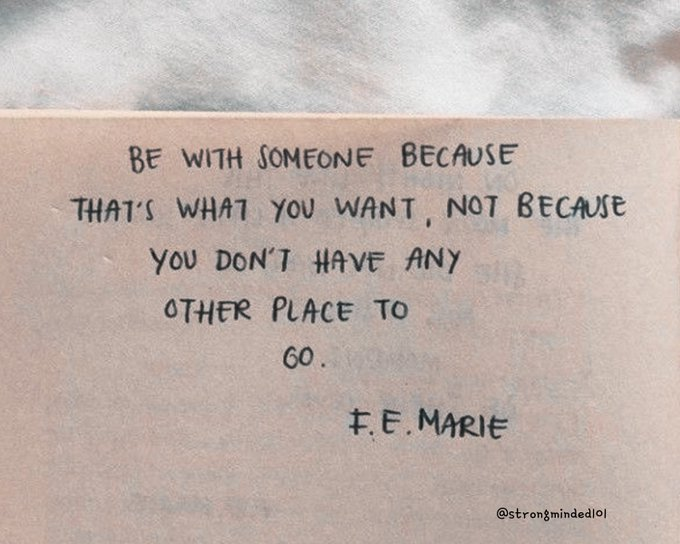 BE WITH SOMEONE BECAUSE
THAT'S WHAT YOU WANT, NOT BECAUSE
YOU DON'T HAVE ANY
OTHER PLACE TO
GO.
F.E. MARIE
@strongminded101